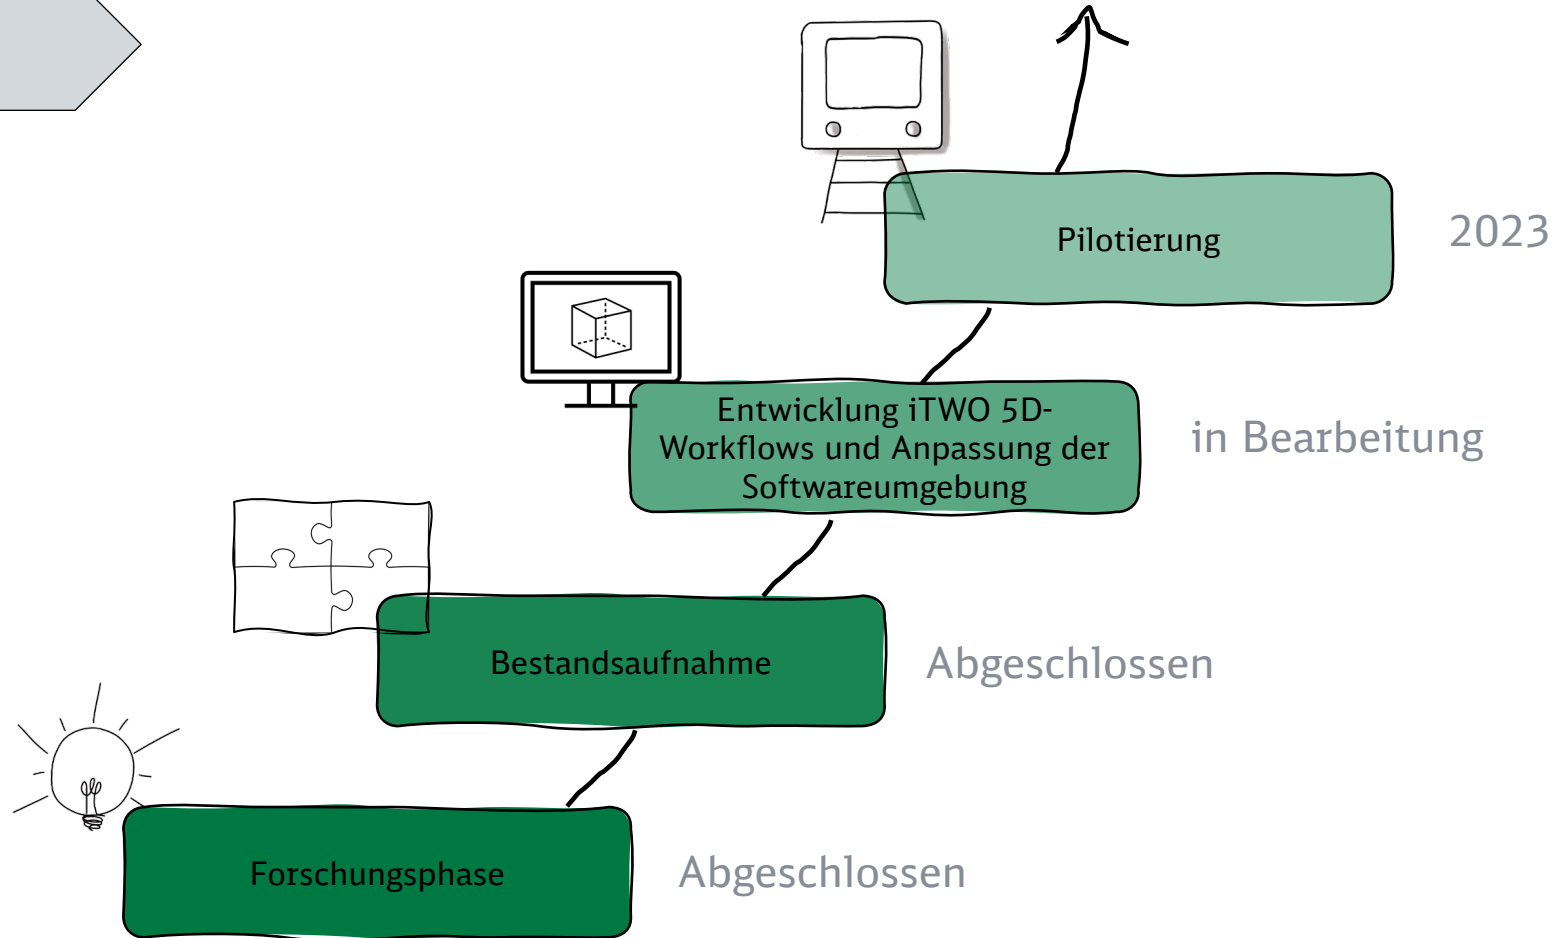 Pilotierung
2023
Entwicklung iTWO 5D-
Workflows und Anpassung der
Softwareumgebung
in Bearbeitung
Bestandsaufnahme
Abgeschlossen
Forschungsphase
Abgeschlossen